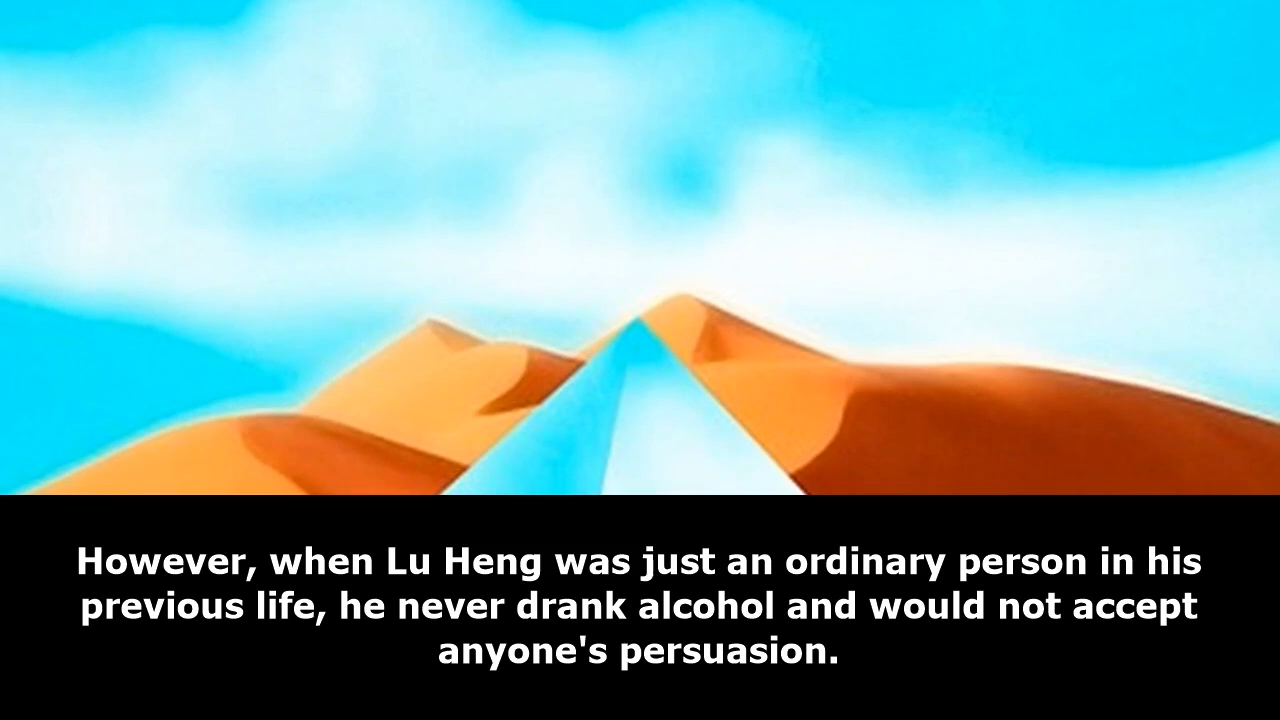 However, when Lu Heng was just an ordinary person in his
previous life, he never drank alcohol and would not accept
anyone's persuasion.